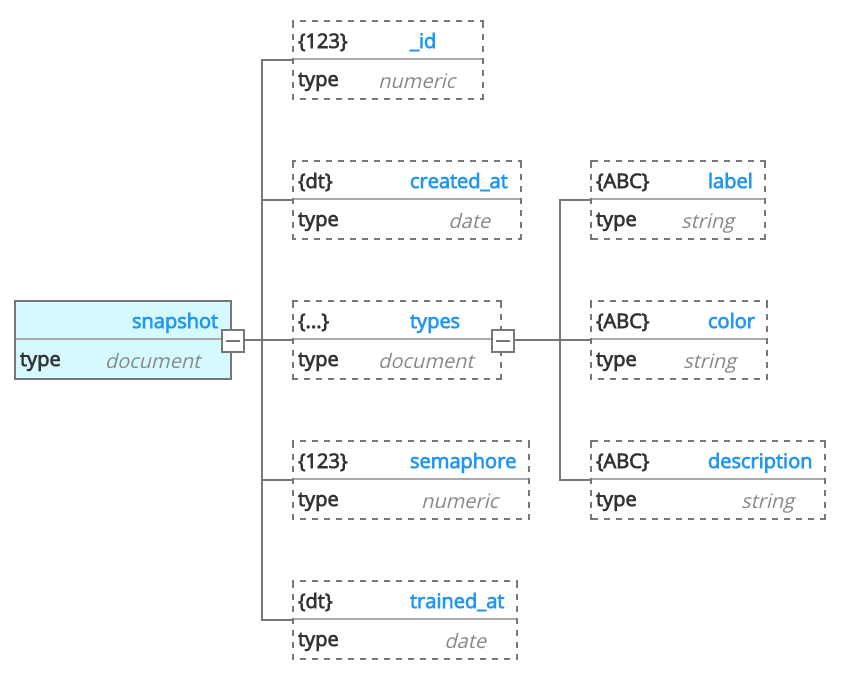 {123} _id
type numeric
{dt} created_at
type date
{ABC} label
type string
snapshot
type document
{...} types
type document
{ABC} color
type string
{123} semaphore
type numeric
{ABC} description
type string
{dt} trained_at
type date